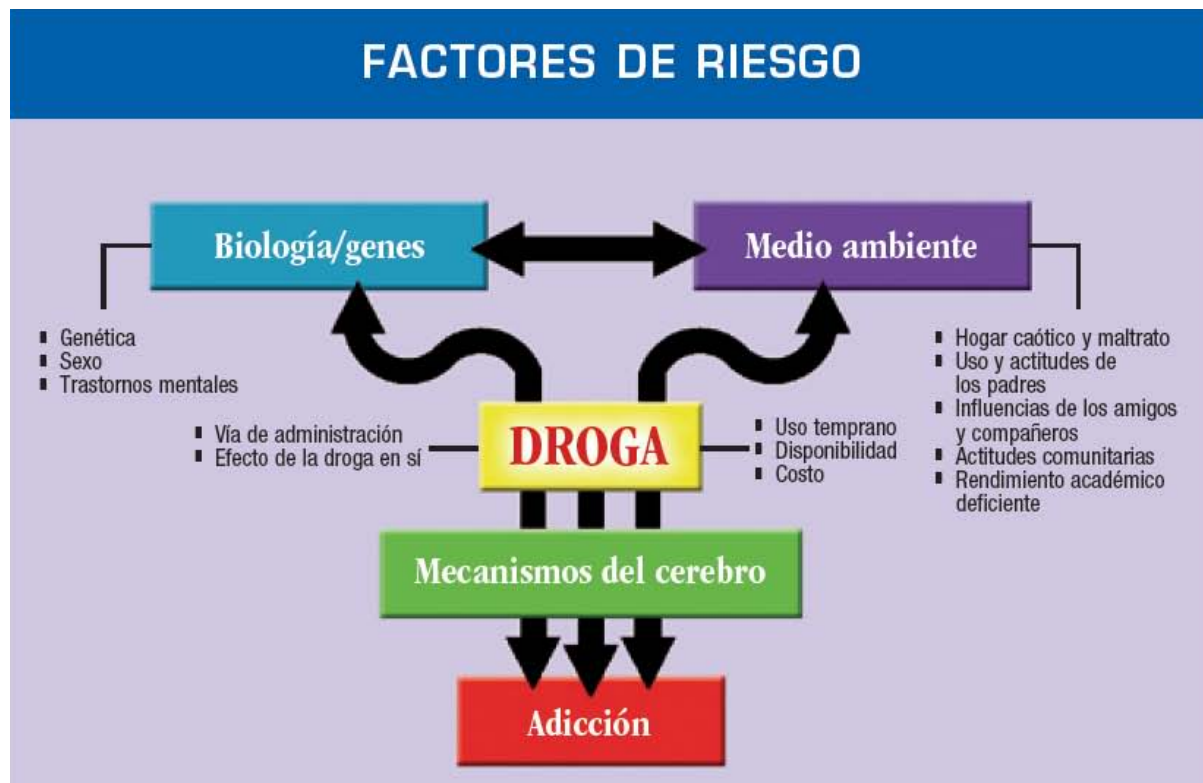 FACTORES DE RIESGO
Biología/genes
Medio ambiente
▪ Genética
▪ Sexo
▪ Trastornos mentales
▪ Hogar caótico y maltrato
▪ Uso y actitudes de
los padres
▪ Influencias de los amigos
y compañeros
▪ Actitudes comunitarias
▪ Rendimiento académico
deficiente
▪ Vía de administración
▪ Efecto de la droga en sí
DROGA
▪ Uso temprano
▪ Disponibilidad
▪ Costo
Mecanismos del cerebro
Adicción